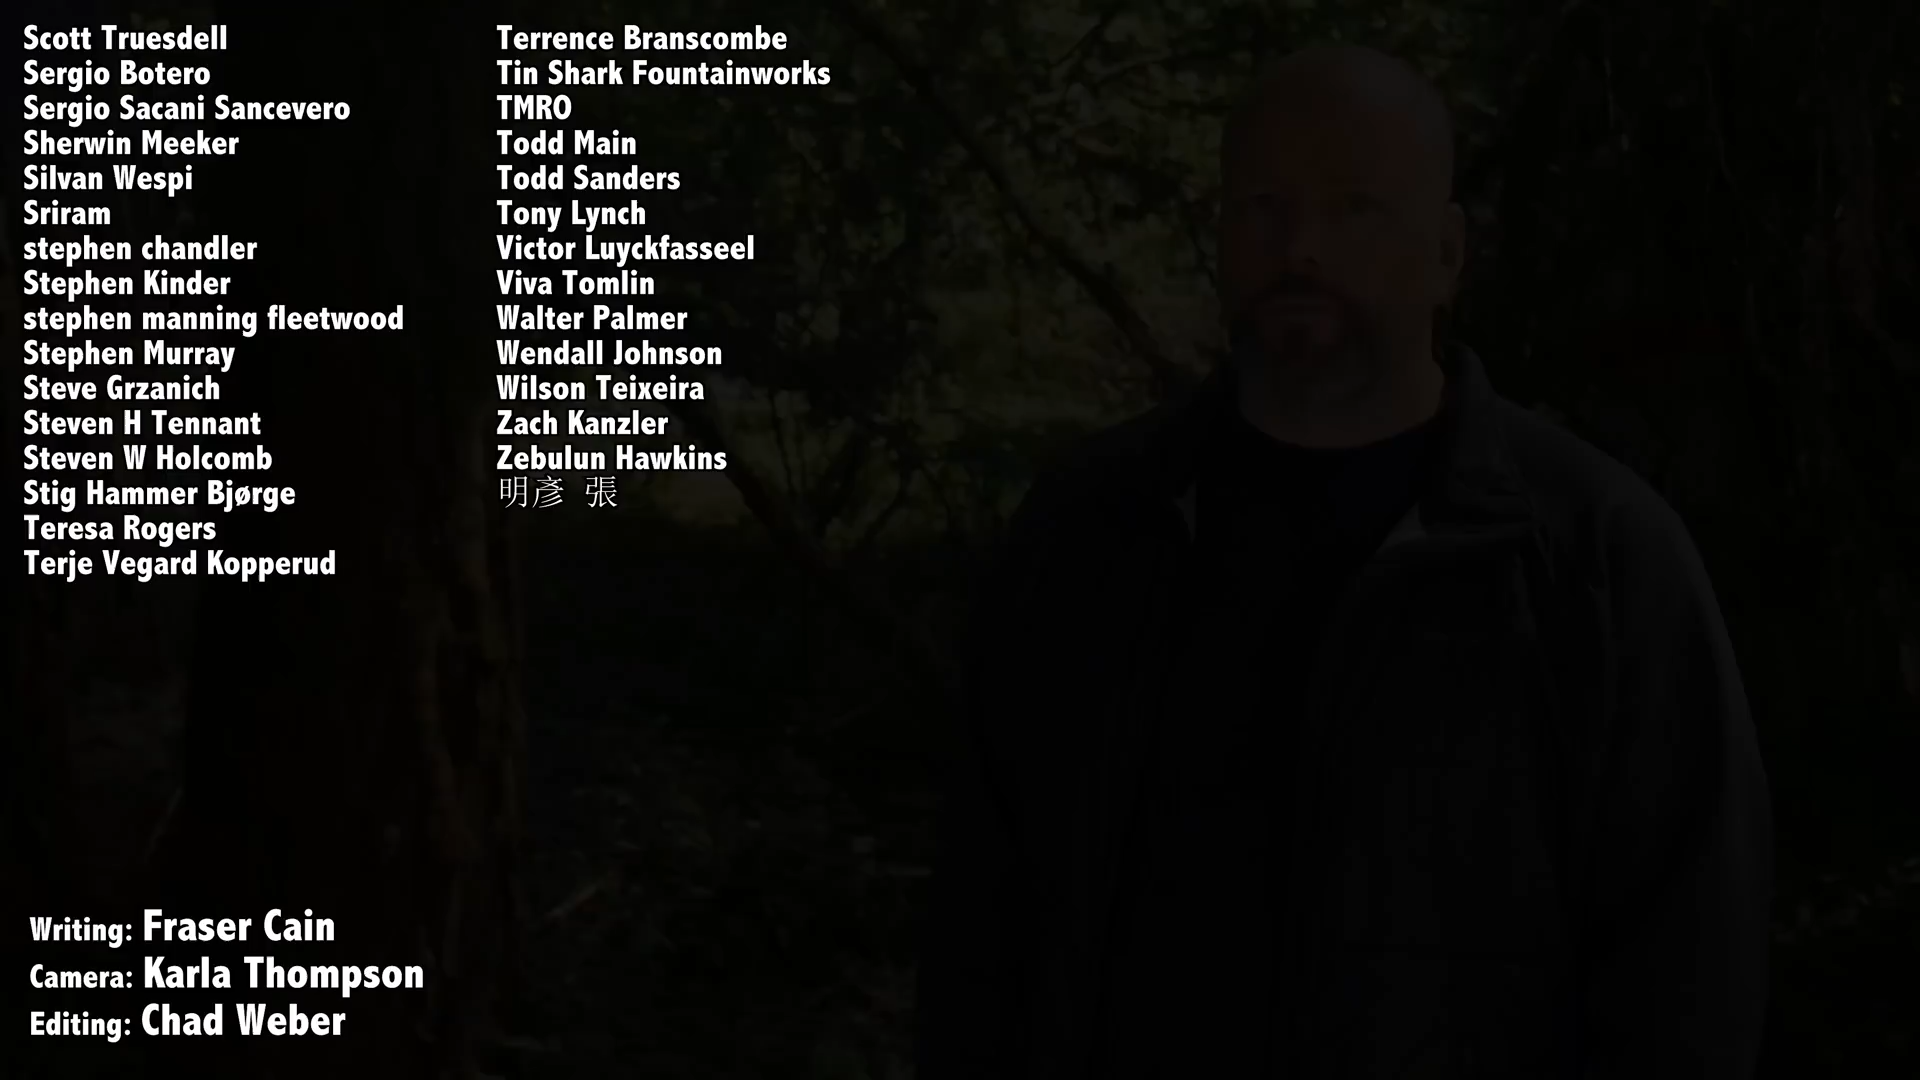 Scott Truesdell
Sergio Botero
Sergio Sacani Sancevero
Sherwin Meeker
Silvan Wespi
Sriram
stephen chandler
Stephen Kinder
stephen manning fleetwood
Stephen Murray
Steve Grzanich
Steven H Tennant
Steven W Holcomb
Stig Hammer Bjørge
Teresa Rogers
Terje Vegard Kopperud
Terrence Branscombe
Tin Shark Fountainworks
TMRO
Todd Main
Todd Sanders
Tony Lynch
Victor Luyckfasseel
Viva Tomlin
Walter Palmer
Wendall Johnson
Wilson Teixeira
Zach Kanzler
Zebulun Hawkins
明彥 張
Writing: Fraser Cain
Camera: Karla Thompson
Editing: Chad Weber